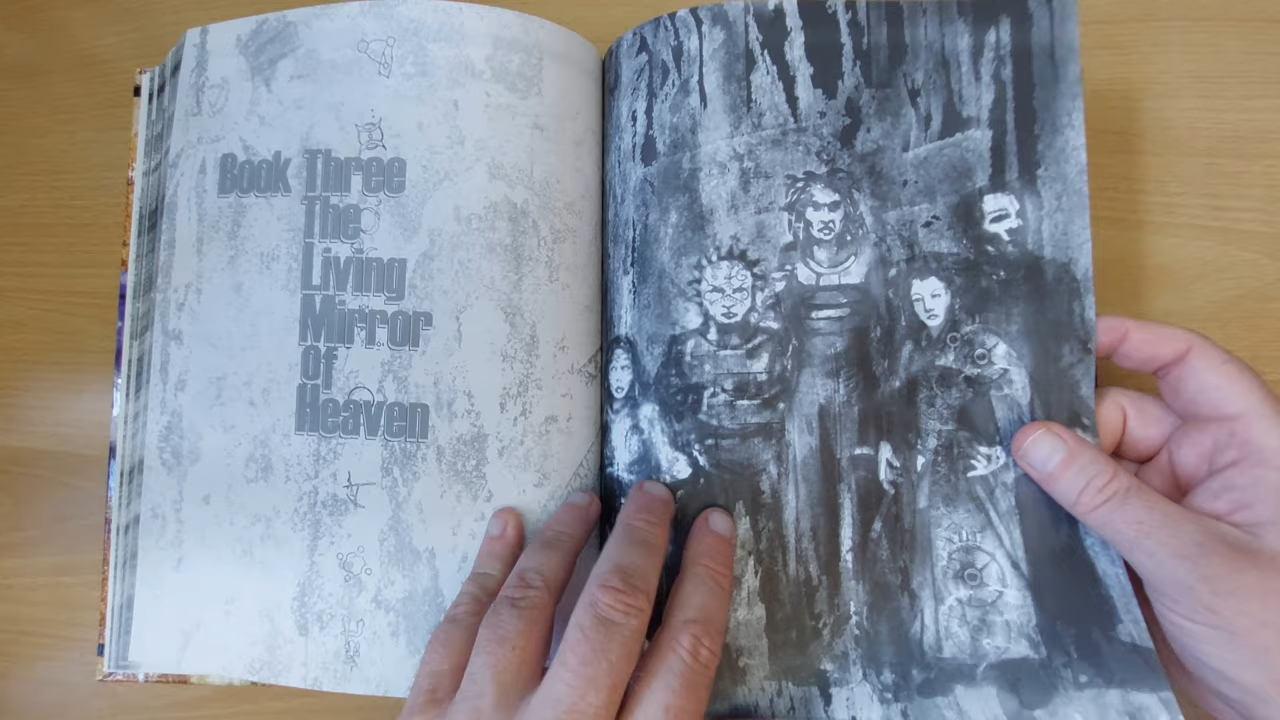 Book Three
The
Living
Mirror
Of
Heaven